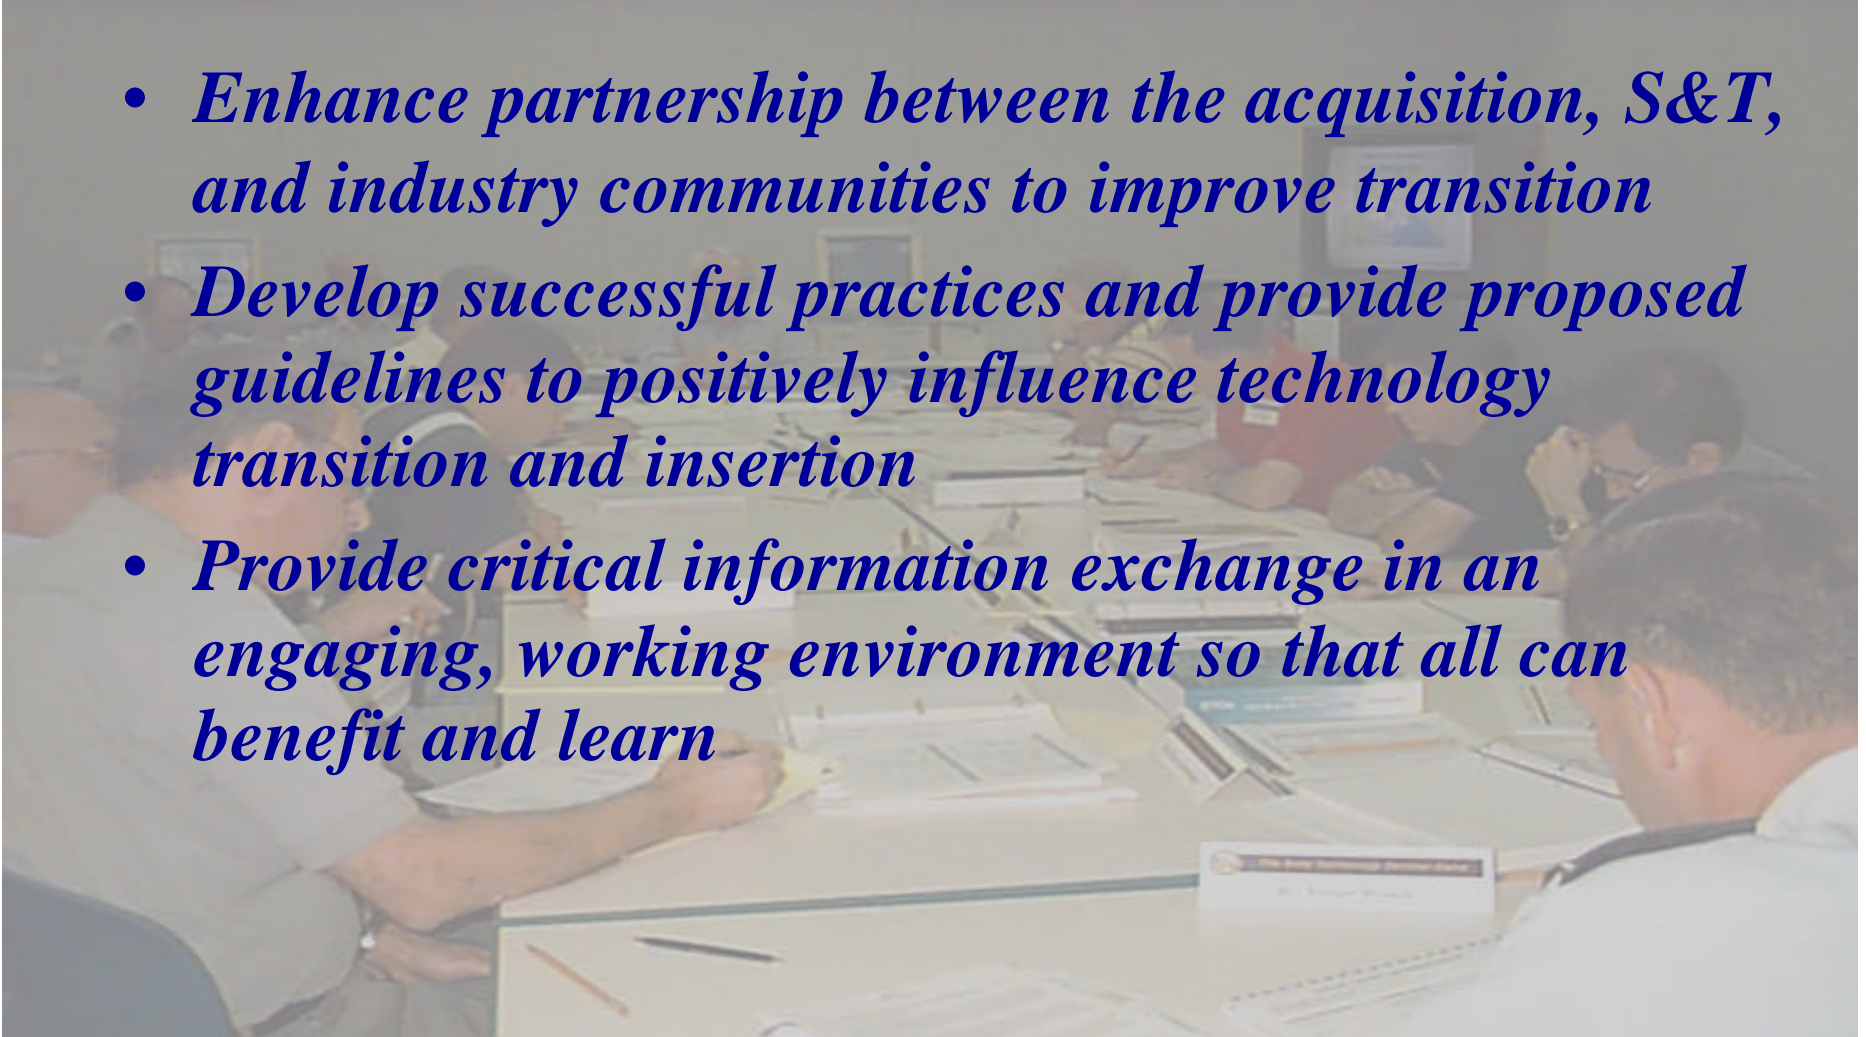 • Enhance partnership between the acquisition, S&T,
and industry communities to improve transition
• Develop successful practices and provide proposed
guidelines to positively influence technology
transition and insertion
• Provide critical information exchange in an
engaging, working environment so that all can
benefit and learn